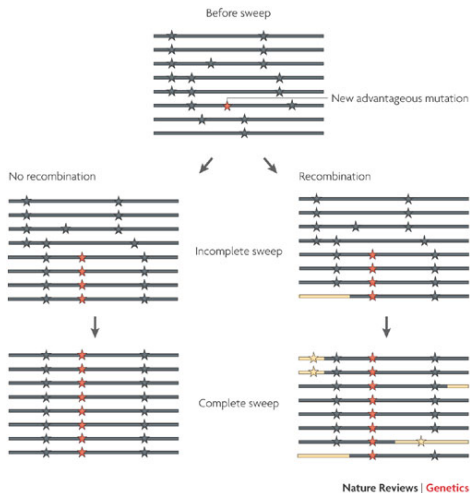 Before sweep
New advantageous mutation
No recombination
Recombination
Incomplete sweep
Complete sweep
Nature Reviews | Genetics